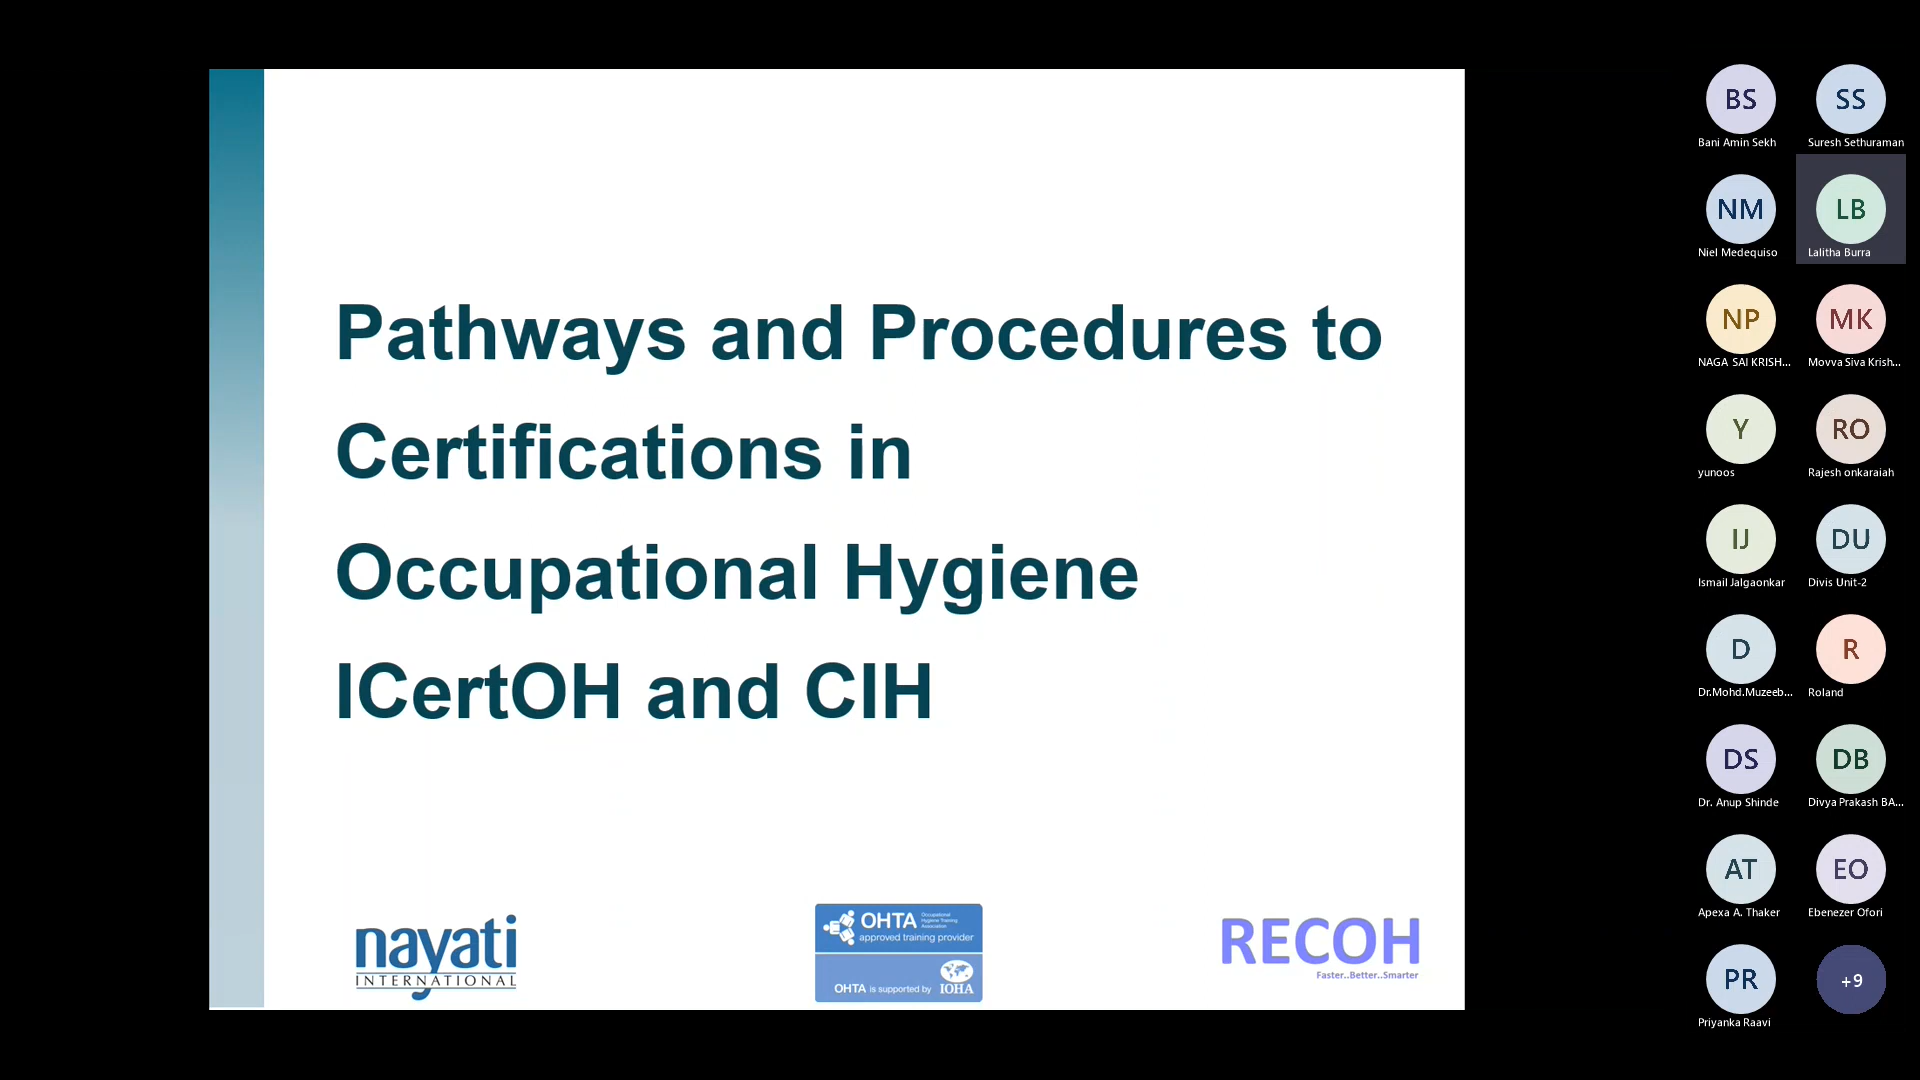 Pathways and Procedures to
Certifications in
Occupational Hygiene
ICertOH and CIH
nayati
INTERNATIONAL
OHTA Occupational
Hygiene Training
Association
approved training provider
OHTA is supported by IOHA
RECOH
Faster..Better..Smarter
BS SS
Bani Amin Sekh Suresh Sethuraman
NM LB
Niel Medequiso Lalitha Burra
NP MK
NAGA SAI KRISH... Movva Siva Krish...
Y RO
yunoos Rajesh onkaraiah
IJ DU
Ismail Jalgaonkar Divis Unit-2
D R
Dr.Mohd.Muzeeb... Roland
DS DB
Dr. Anup Shinde Divya Prakash BA...
AT EO
Apexa A. Thaker Ebenezer Ofori
PR +9
Priyanka Raavi